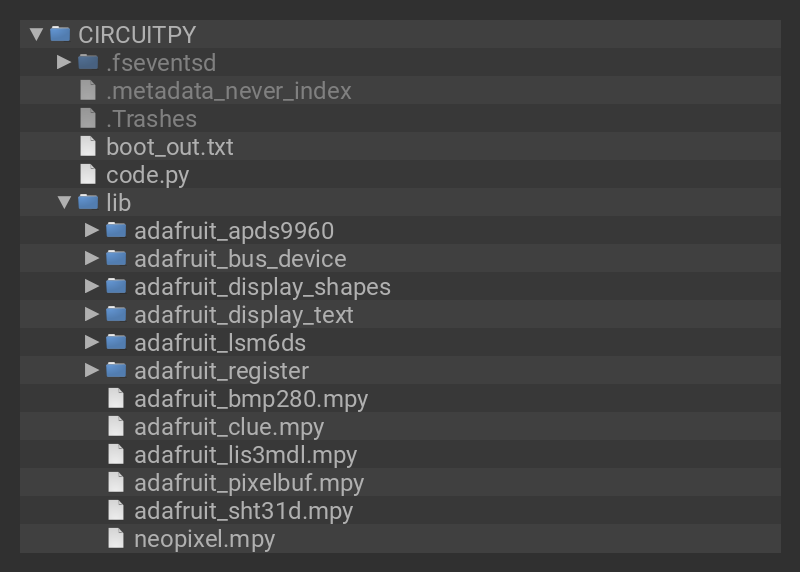 CIRCUITPY
.fseventsd
.metadata_never_index
.Trashes
boot_out.txt
code.py
lib
adafruit_apds9960
adafruit_bus_device
adafruit_display_shapes
adafruit_display_text
adafruit_lsm6ds
adafruit_register
adafruit_bmp280.mpy
adafruit_clue.mpy
adafruit_lis3mdl.mpy
adafruit_pixelbuf.mpy
adafruit_sht31d.mpy
neopixel.mpy